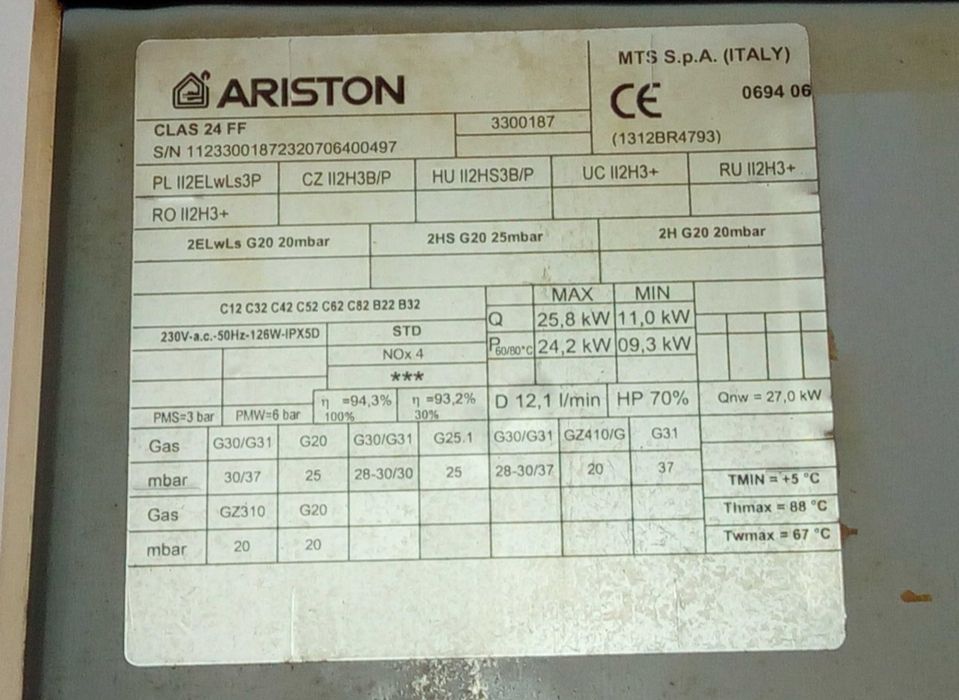 ARISTON
MTS S.p.A. (ITALY)
CE 0694 06
(1312BR4793)
CLAS 24 FF
3300187
S/N 11233001872320706400497
PL II2ELwLs3P CZ II2H3B/P HU II2HS3B/P UC II2H3+ RU II2H3+
RO II2H3+
2ELwLs G20 20mbar 2HS G20 25mbar 2H G20 20mbar
C12 C32 C42 C52 C62 C82 B22 B32
MAX MIN
230V-a.c.-50Hz-126W-IPX5D STD
Q 25,8 kW 11,0 kW
NOx 4
P60/80°C 24,2 kW 09,3 kW
***
PMS=3 bar PMW=6 bar η =94,3% 100% η =93,2% 30% D 12,1 l/min HP 70% Qnw = 27,0 kW
Gas G30/G31 G20 G30/G31 G25.1 G30/G31 GZ410/G G31
mbar 30/37 25 28-30/30 25 28-30/37 20 37
TMIN = +5 °C
Gas GZ310 G20
Thmax = 88 °C
mbar 20 20
Twmax = 67 °C